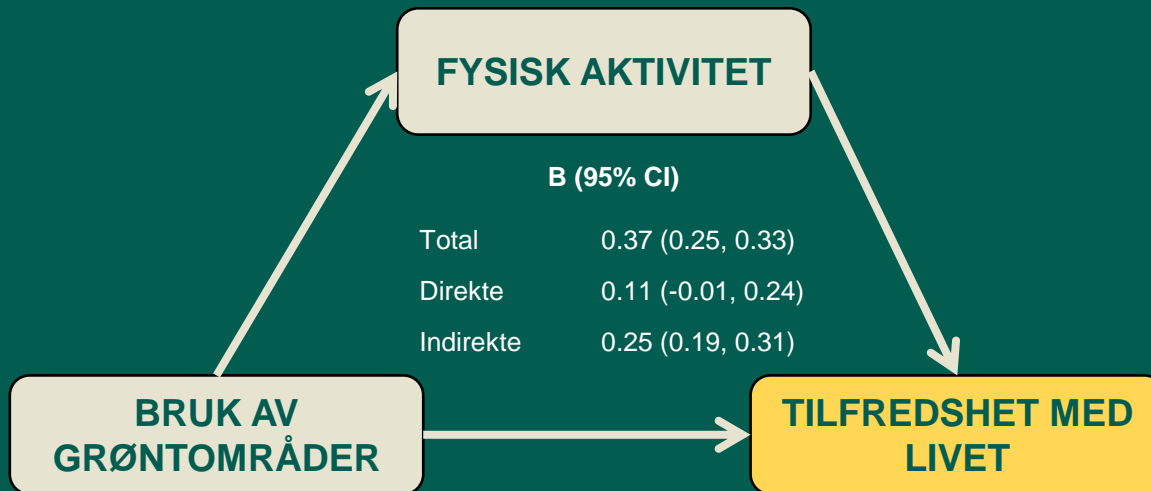 FYSISK AKTIVITET
B (95% CI)
Total 0.37 (0.25, 0.33)
Direkte 0.11 (-0.01, 0.24)
Indirekte 0.25 (0.19, 0.31)
BRUK AV
GRØNTOMRÅDER
TILFREDSHET MED
LIVET